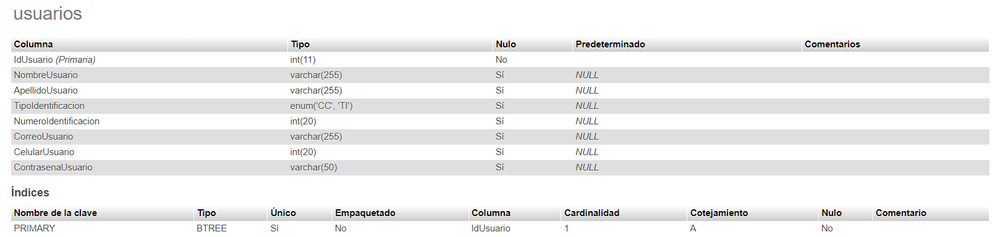 usuarios
Columna Tipo Nulo Predeterminado Comentarios
IdUsuario (Primaria) int(11) No
NombreUsuario varchar(255) Sí NULL
ApellidoUsuario varchar(255) Sí NULL
TipoIdentificacion enum('CC', 'TI') Sí NULL
NumeroIdentificacion int(20) Sí NULL
CorreoUsuario varchar(255) Sí NULL
CelularUsuario int(20) Sí NULL
ContrasenaUsuario varchar(50) Sí NULL
Índices
Nombre de la clave Tipo Único Empaquetado Columna Cardinalidad Cotejamiento Nulo Comentario
PRIMARY BTREE Sí No IdUsuario 1 A No